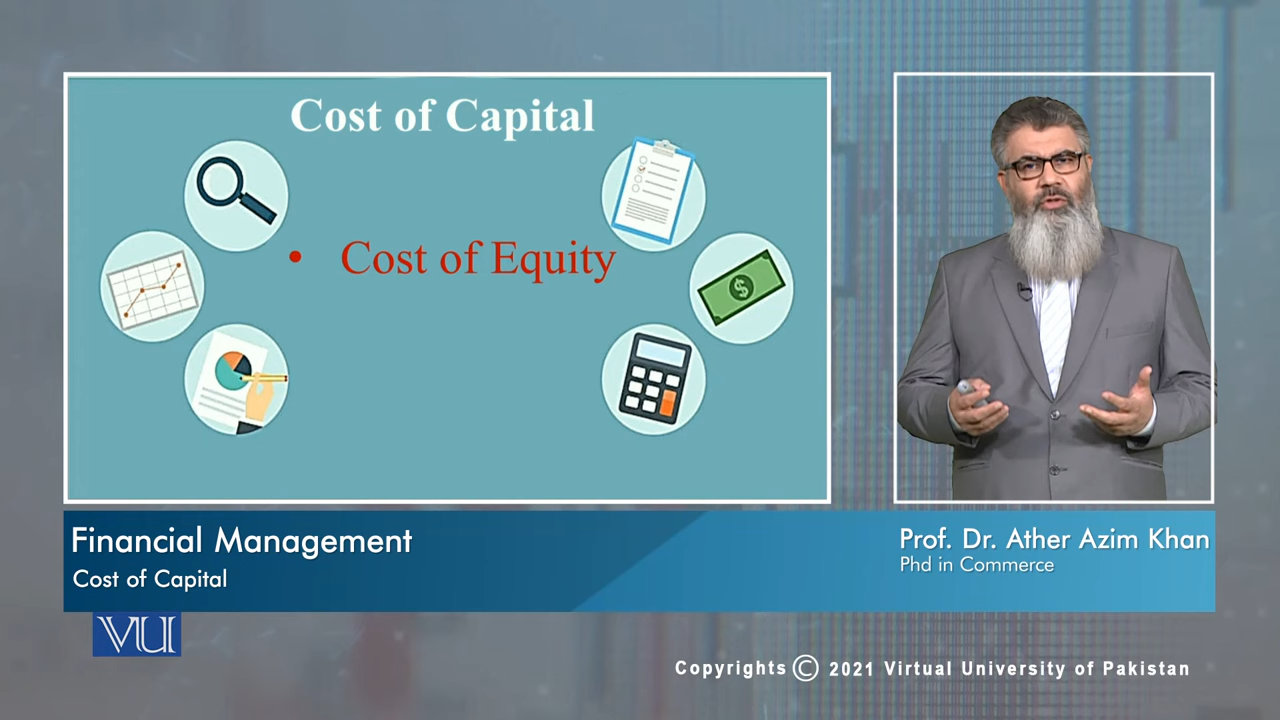 Cost of Capital
• Cost of Equity
$
Financial Management
Cost of Capital
Prof. Dr. Ather Azim Khan
Phd in Commerce
VU
Copyrights © 2021 Virtual University of Pakistan